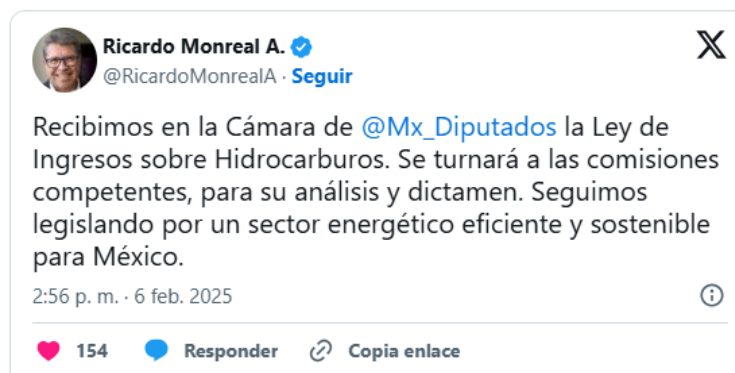 Ricardo Monreal A.
@RicardoMonrealA · Seguir
Recibimos en la Cámara de @Mx_Diputados la Ley de
Ingresos sobre Hidrocarburos. Se turnará a las comisiones
competentes, para su análisis y dictamen. Seguimos
legislando por un sector energético eficiente y sostenible
para México.
2:56 p. m. · 6 feb. 2025
154 Responder Copia enlace